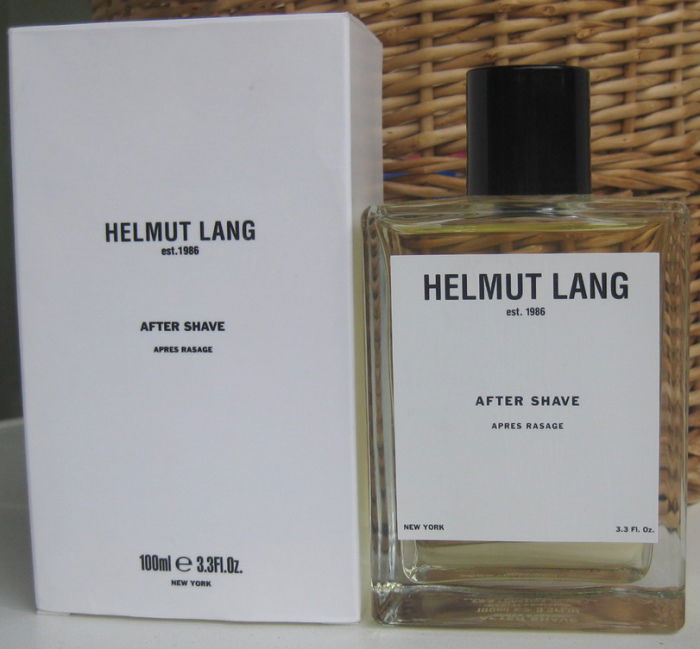 HELMUT LANG
est.1986
AFTER SHAVE
APRES RASAGE
100ml e 3.3Fl.Oz.
NEW YORK
HELMUT LANG
est. 1986
AFTER SHAVE
APRES RASAGE
NEW YORK
3.3 Fl. Oz.